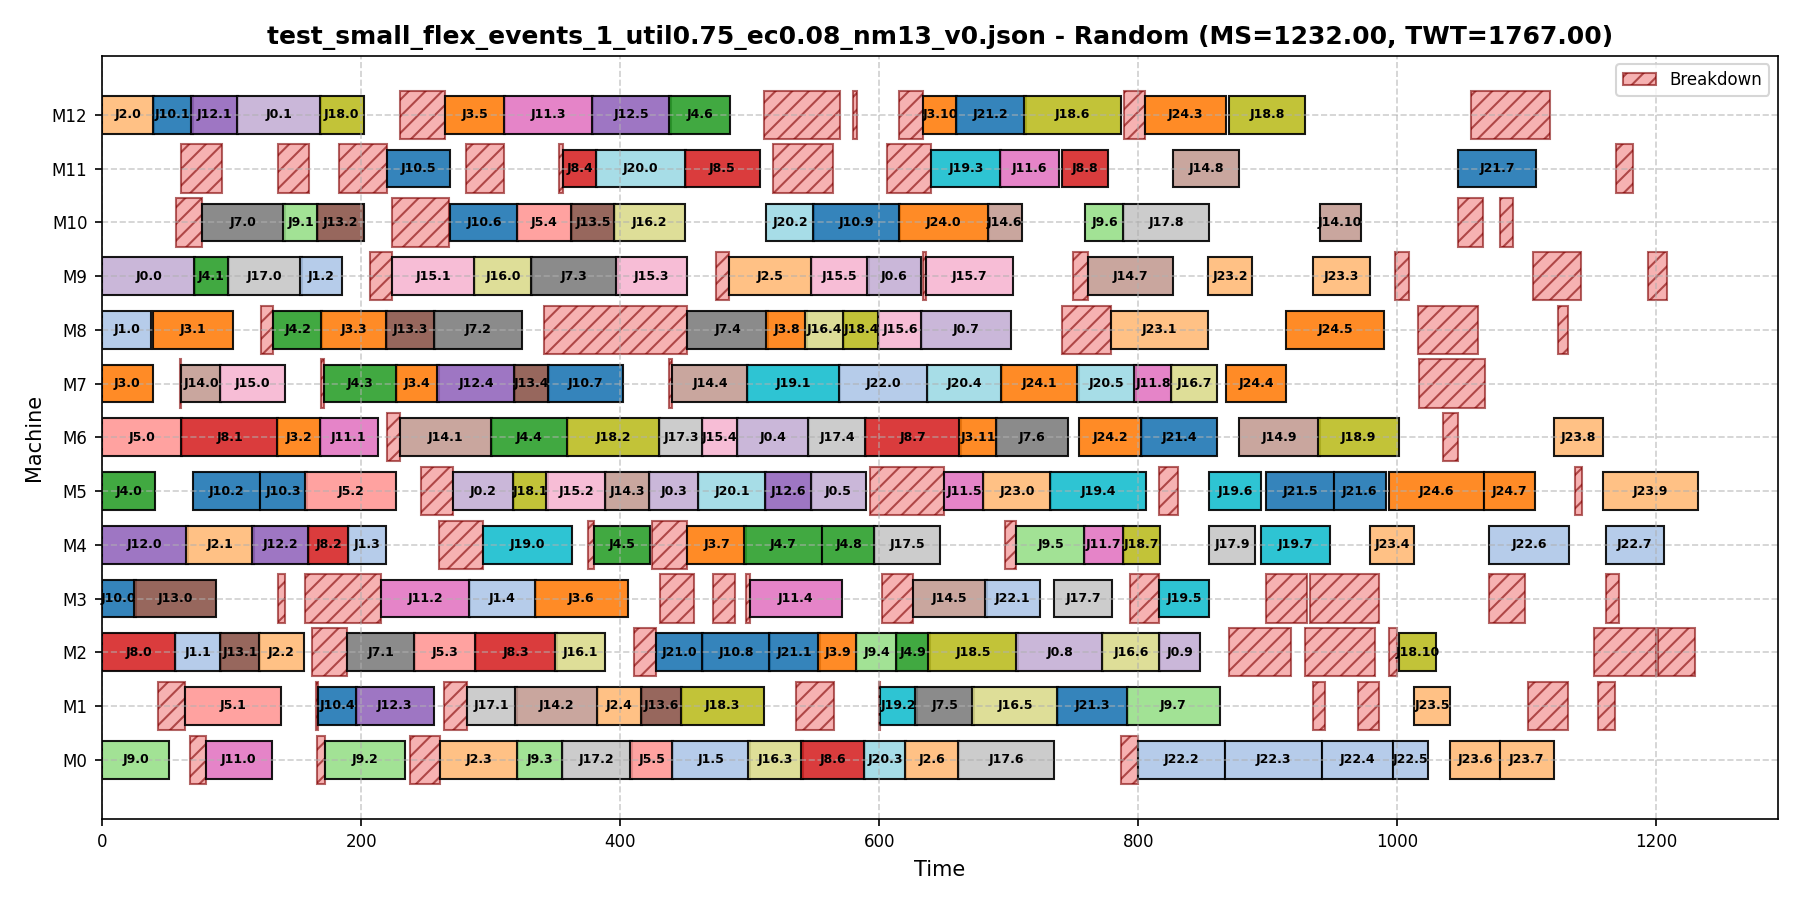 test_small_flex_events_1_util0.75_ec0.08_nm13_v0.json - Random (MS=1232.00, TWT=1767.00)
Breakdown
M12 J2.0 J10.1 J12.1 J0.1 J18.0 J3.5 J11.3 J12.5 J4.6 J3.10 J21.2 J18.6 J24.3 J18.8
M11 J10.5 J8.4 J20.0 J8.5 J19.3 J11.6 J8.8 J14.8 J21.7
M10 J7.0 J9.1 J13.2 J10.6 J5.4 J13.5 J16.2 J20.2 J10.9 J24.0 J14.6 J9.6 J17.8 J14.10
M9 J0.0 J4.1 J17.0 J1.2 J15.1 J16.0 J7.3 J15.3 J2.5 J15.5 J0.6 J15.7 J14.7 J23.2 J23.3
M8 J1.0 J3.1 J4.2 J3.3 J13.3 J7.2 J7.4 J3.8 J16.4 J18.4 J15.6 J0.7 J23.1 J24.5
M7 J3.0 J14.0 J15.0 J4.3 J3.4 J12.4 J13.4 J10.7 J14.4 J19.1 J22.0 J20.4 J24.1 J20.5 J11.8 J16.7 J24.4
M6 J5.0 J8.1 J3.2 J11.1 J14.1 J4.4 J18.2 J17.3 J15.4 J0.4 J17.4 J8.7 J3.11 J7.6 J24.2 J21.4 J14.9 J18.9 J23.8
M5 J4.0 J10.2 J10.3 J5.2 J0.2 J18.1 J15.2 J14.3 J0.3 J20.1 J12.6 J0.5 J11.5 J23.0 J19.4 J19.6 J21.5 J21.6 J24.6 J24.7 J23.9
M4 J12.0 J2.1 J12.2 J8.2 J1.3 J19.0 J4.5 J3.7 J4.7 J4.8 J17.5 J9.5 J11.7 J18.7 J17.9 J19.7 J23.4 J22.6 J22.7
M3 J10.0 J13.0 J11.2 J1.4 J3.6 J11.4 J14.5 J22.1 J17.7 J19.5
M2 J8.0 J1.1 J13.1 J2.2 J7.1 J5.3 J8.3 J16.1 J21.0 J10.8 J21.1 J3.9 J9.4 J4.9 J18.5 J0.8 J16.6 J0.9 J18.10
M1 J5.1 J10.4 J12.3 J17.1 J14.2 J2.4 J13.6 J18.3 J19.2 J7.5 J16.5 J21.3 J9.7 J23.5
M0 J9.0 J11.0 J9.2 J2.3 J9.3 J17.2 J5.5 J1.5 J16.3 J8.6 J20.3 J2.6 J17.6 J22.2 J22.3 J22.4 J22.5 J23.6 J23.7
Machine
0 200 400 600 800 1000 1200
Time